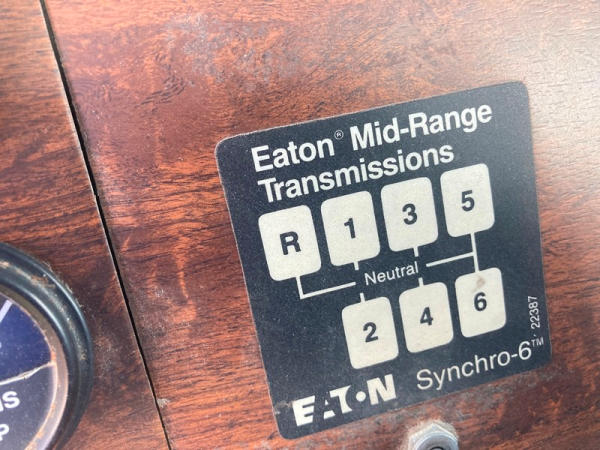 Eaton® Mid-Range
Transmissions
R 1 3 5
Neutral
2 4 6
22387
EATON Synchro-6™